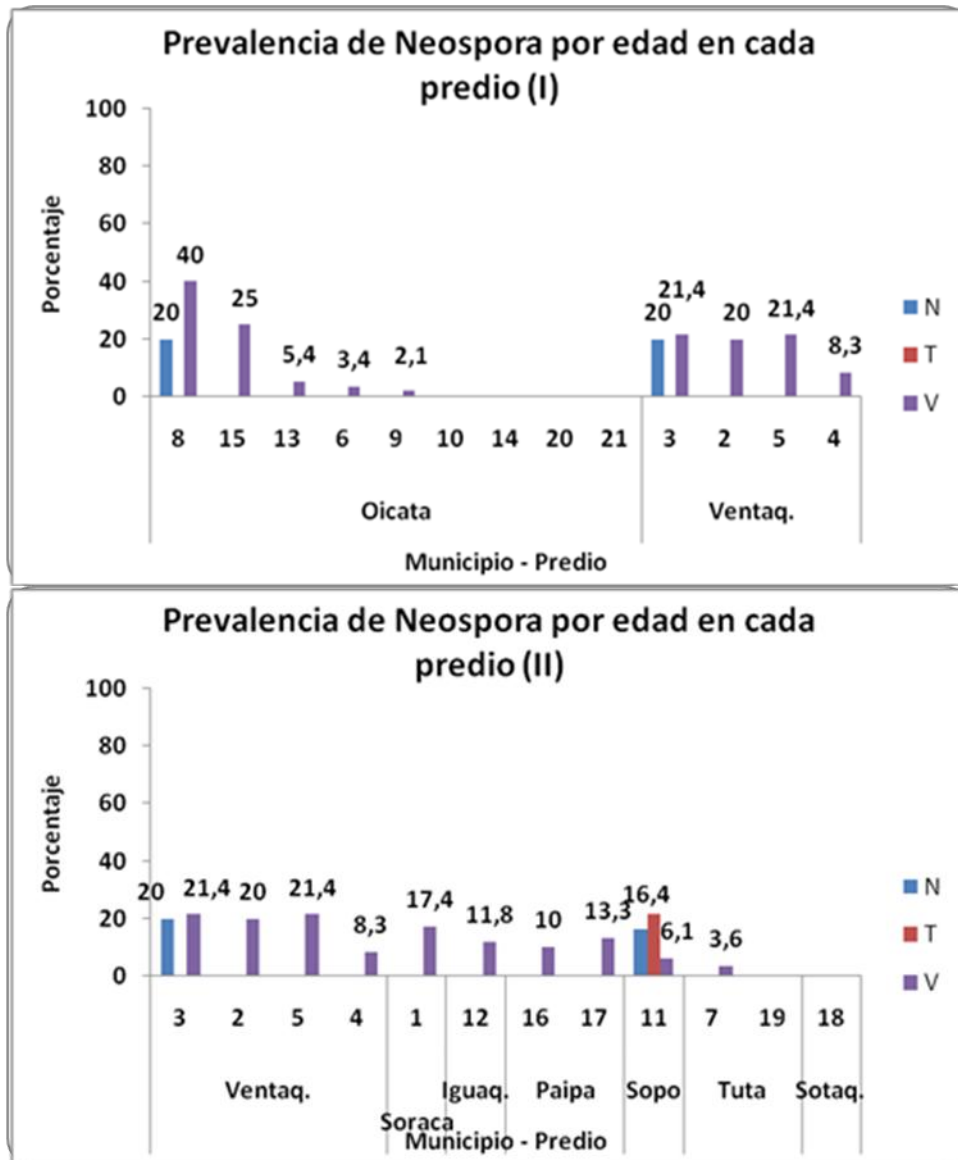 Prevalencia de Neospora por edad en cada
predio (I)
100
80
60
40
20
0
Porcentaje
20 40 25 5,4 3,4 2,1 20 21,4 20 21,4 8,3
N
T
V
8 15 13 6 9 10 14 20 21 3 2 5 4
Oicata Ventaq.
Municipio - Predio
Prevalencia de Neospora por edad en cada
predio (II)
100
80
60
40
20
0
Porcentaje
20 21,4 20 21,4 8,3 17,4 11,8 10 13,3 16,4 6,1 3,6
N
T
V
3 2 5 4 1 12 16 17 11 7 19 18
Ventaq. Iguaq. Paipa Sopo Tuta Sotaq.
Soraca
Municipio - Predio